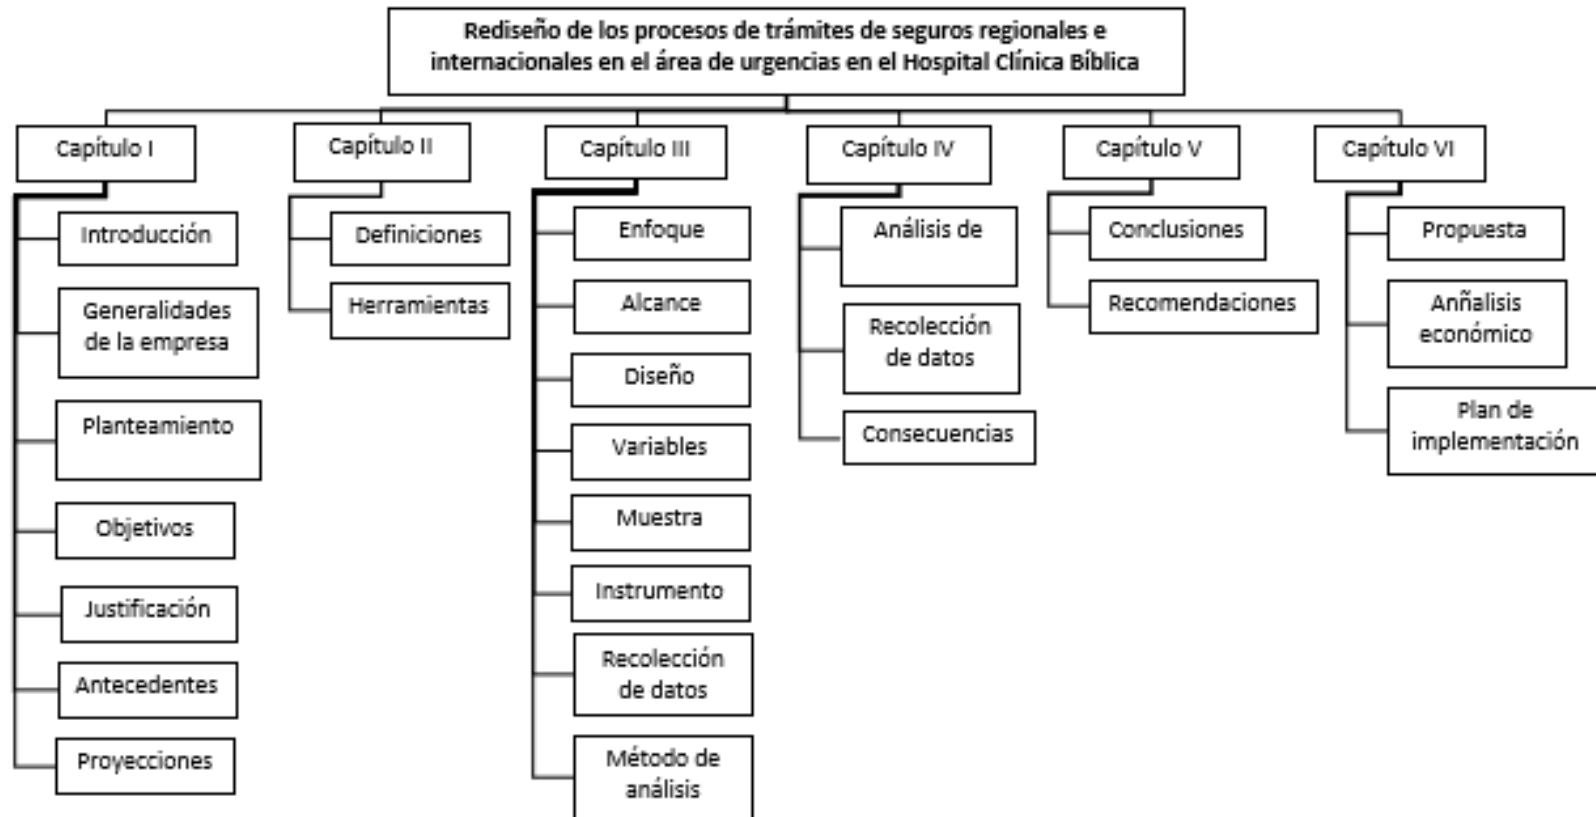 Rediseño de los procesos de trámites de seguros regionales e
internacionales en el área de urgencias en el Hospital Clínica Bíblica
Capítulo I
Introducción
Generalidades
de la empresa
Planteamiento
Objetivos
Justificación
Antecedentes
Proyecciones
Capítulo II
Definiciones
Herramientas
Capítulo III
Enfoque
Alcance
Diseño
Variables
Muestra
Instrumento
Recolección
de datos
Método de
análisis
Capítulo IV
Análisis de
Recolección
de datos
Consecuencias
Capítulo V
Conclusiones
Recomendaciones
Capítulo VI
Propuesta
Anñalisis
económico
Plan de
implementación